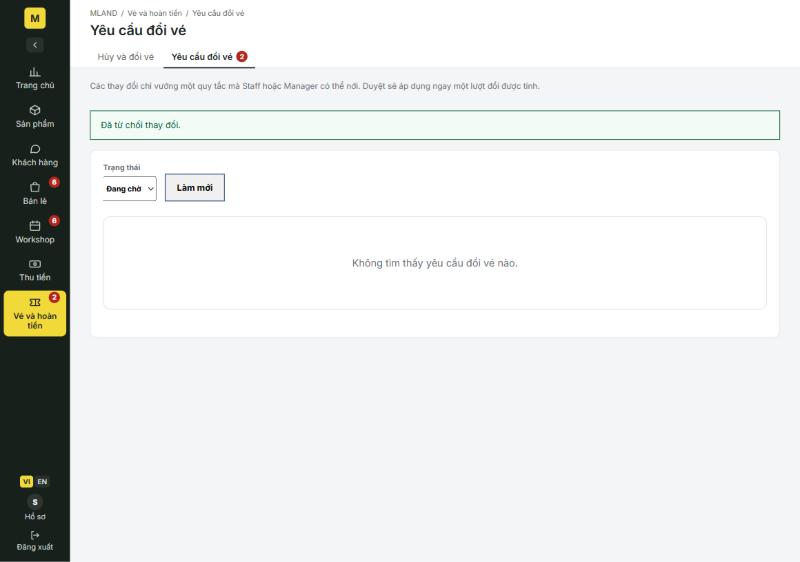 M
Trang chủ
Sản phẩm
Khách hàng
Bán lẻ
6
Workshop
6
Thu tiền
Vé và hoàn tiền
2
VI EN
S
Hồ sơ
Đăng xuất
MLAND / Vé và hoàn tiền / Yêu cầu đổi vé
Yêu cầu đổi vé
Hủy và đổi vé
Yêu cầu đổi vé 2
Các thay đổi chỉ vướng một quy tắc mà Staff hoặc Manager có thể nới. Duyệt sẽ áp dụng ngay một lượt đổi được tính.
Đã từ chối thay đổi.
Trạng thái
Đang chờ
Làm mới
Không tìm thấy yêu cầu đổi vé nào.